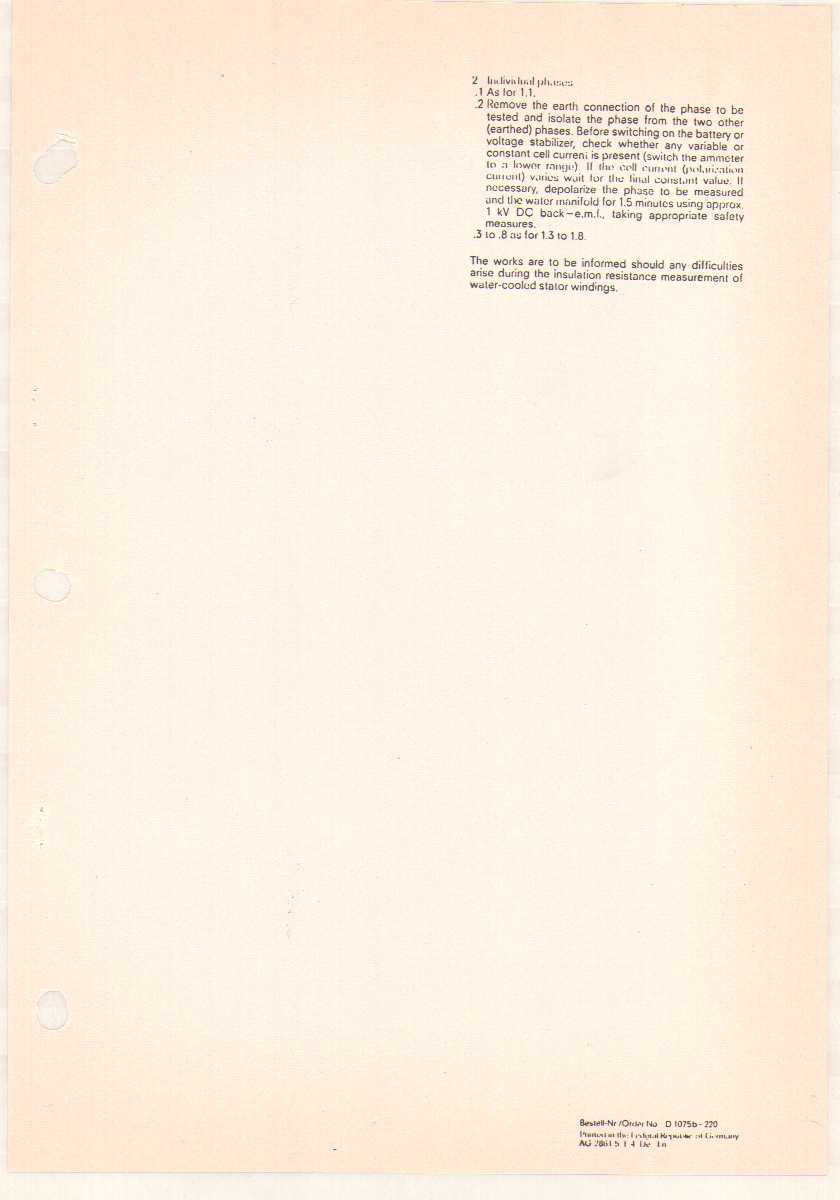 2 Individual phases
.1 As for 1.1.
.2 Remove the earth connection of the phase to be
tested and isolate the phase from the two other
(earthed) phases. Before switching on the battery or
voltage stabilizer, check whether any variable or
constant cell current is present (switch the ammeter
to a lower range). If the cell current (polarization
current) varies wait for the final constant value. If
necessary, depolarize the phase to be measured
and the water manifold for 1.5 minutes using approx.
1 kV DC back–e.m.f., taking appropriate safety
measures.
.3 to .8 as for 1.3 to 1.8.
The works are to be informed should any difficulties
arise during the insulation resistance measurement of
water-cooled stator windings.
Bestell-Nr./Order No. D 1075b - 220
Printed in the Federal Republic of Germany
AG 2861 5 1 4 De